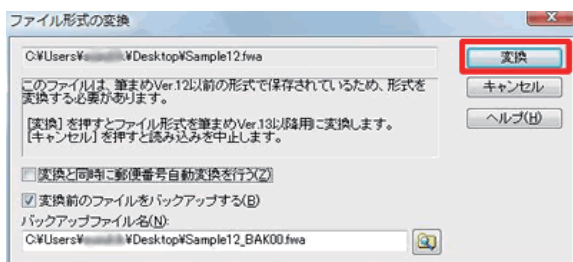 ファイル形式の変換
C:¥Users¥ ¥Desktop¥Sample12.fwa
変換
このファイルは、筆まめVer.12以前の形式で保存されているため、形式を
変換する必要があります。
キャンセル
[変換] を押すとファイル形式を筆まめVer.13以降用に変換します。
[キャンセル] を押すと読み込みを中止します。
ヘルプ(H)
変換と同時に郵便番号自動変換を行う(Z)
変換前のファイルをバックアップする(B)
バックアップファイル名(N):
C:¥Users¥ ¥Desktop¥Sample12_BAK00.fwa